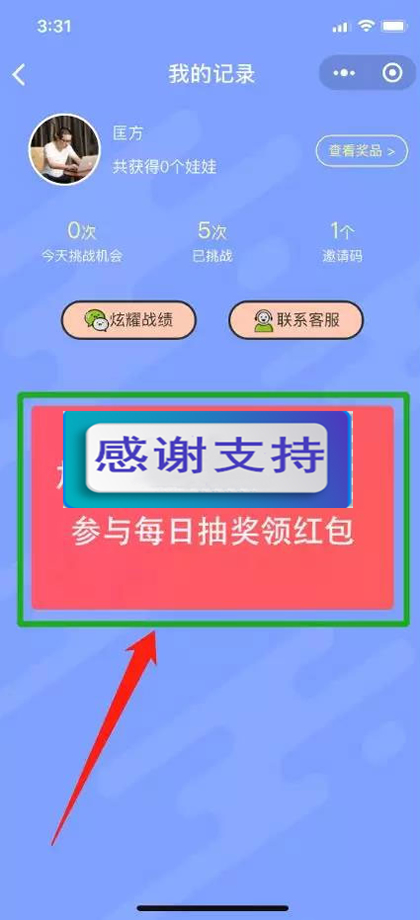 3:31
我的记录
匡方
共获得0个娃娃
查看奖品 >
0次
5次
1个
今天挑战机会
已挑战
邀请码
炫耀战绩
联系客服
感谢支持
参与每日抽奖领红包